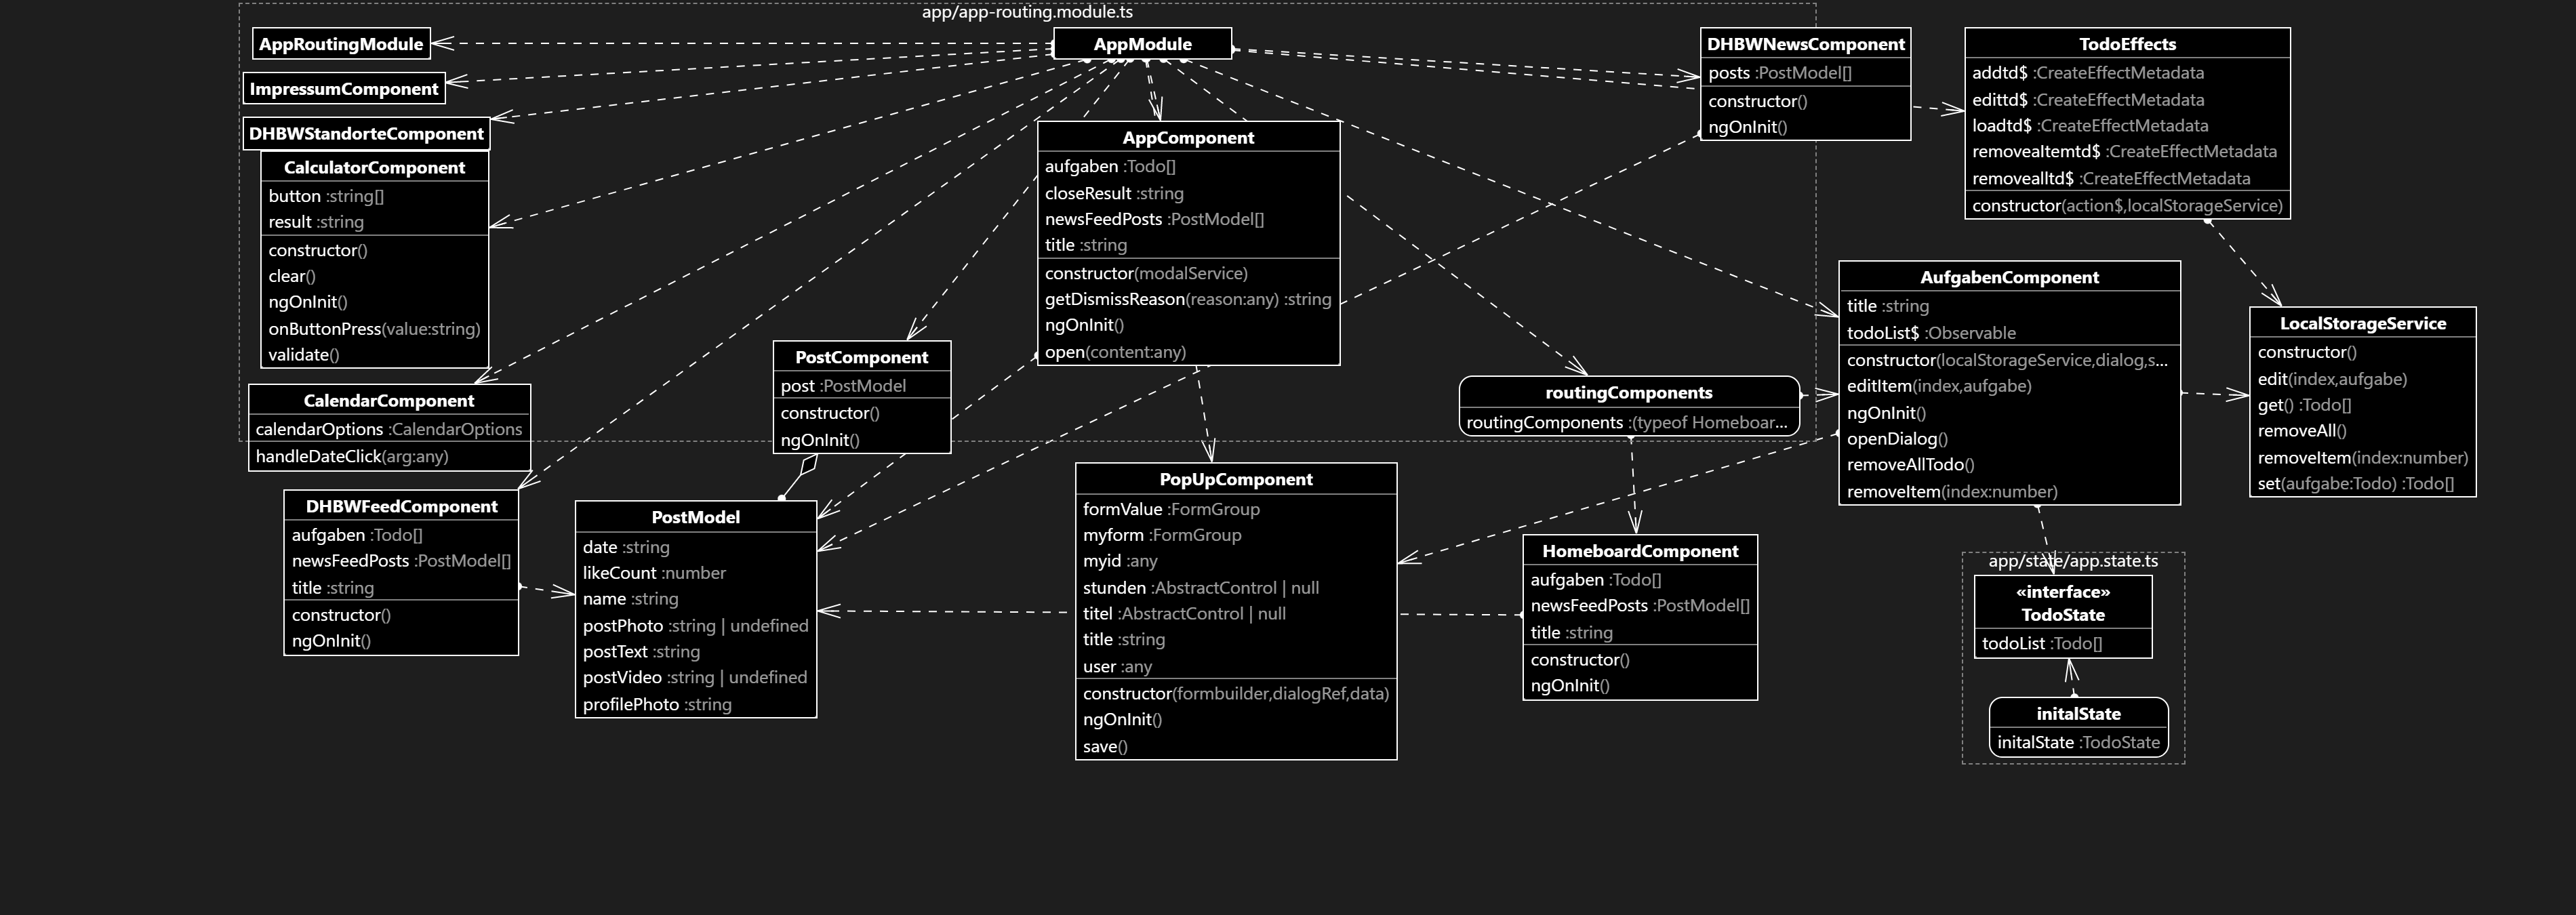 app/app-routing.module.ts
AppRoutingModule
ImpressumComponent
DHBWStandorteComponent
CalculatorComponent
button :string[]
result :string
constructor()
clear()
ngOnInit()
onButtonPress(value:string)
validate()
CalendarComponent
calendarOptions :CalendarOptions
handleDateClick(arg:any)
DHBWFeedComponent
aufgaben :Todo[]
newsFeedPosts :PostModel[]
title :string
constructor()
ngOnInit()
PostModel
date :string
likeCount :number
name :string
postPhoto :string | undefined
postText :string
postVideo :string | undefined
profilePhoto :string
PostComponent
post :PostModel
constructor()
ngOnInit()
AppModule
AppComponent
aufgaben :Todo[]
closeResult :string
newsFeedPosts :PostModel[]
title :string
constructor(modalService)
getDismissReason(reason:any) :string
ngOnInit()
open(content:any)
PopUpComponent
formValue :FormGroup
myform :FormGroup
myid :any
stunden :AbstractControl | null
titel :AbstractControl | null
title :string
user :any
constructor(formbuilder,dialogRef,data)
ngOnInit()
save()
routingComponents
routingComponents :(typeof Homeboar...
HomeboardComponent
aufgaben :Todo[]
newsFeedPosts :PostModel[]
title :string
constructor()
ngOnInit()
DHBWNewsComponent
posts :PostModel[]
constructor()
ngOnInit()
TodoEffects
addtd$ :CreateEffectMetadata
edittd$ :CreateEffectMetadata
loadtd$ :CreateEffectMetadata
removealtemtd$ :CreateEffectMetadata
removealltd$ :CreateEffectMetadata
constructor(action$,localStorageService)
AufgabenComponent
title :string
todoList$ :Observable
constructor(localStorageService,dialog,s...
editItem(index,aufgabe)
ngOnInit()
openDialog()
removeAllTodo()
removeItem(index:number)
LocalStorageService
constructor()
edit(index,aufgabe)
get() :Todo[]
removeAll()
removeItem(index:number)
set(aufgabe:Todo) :Todo[]
app/state/app.state.ts
«interface»
TodoState
todoList :Todo[]
initalState
initalState :TodoState